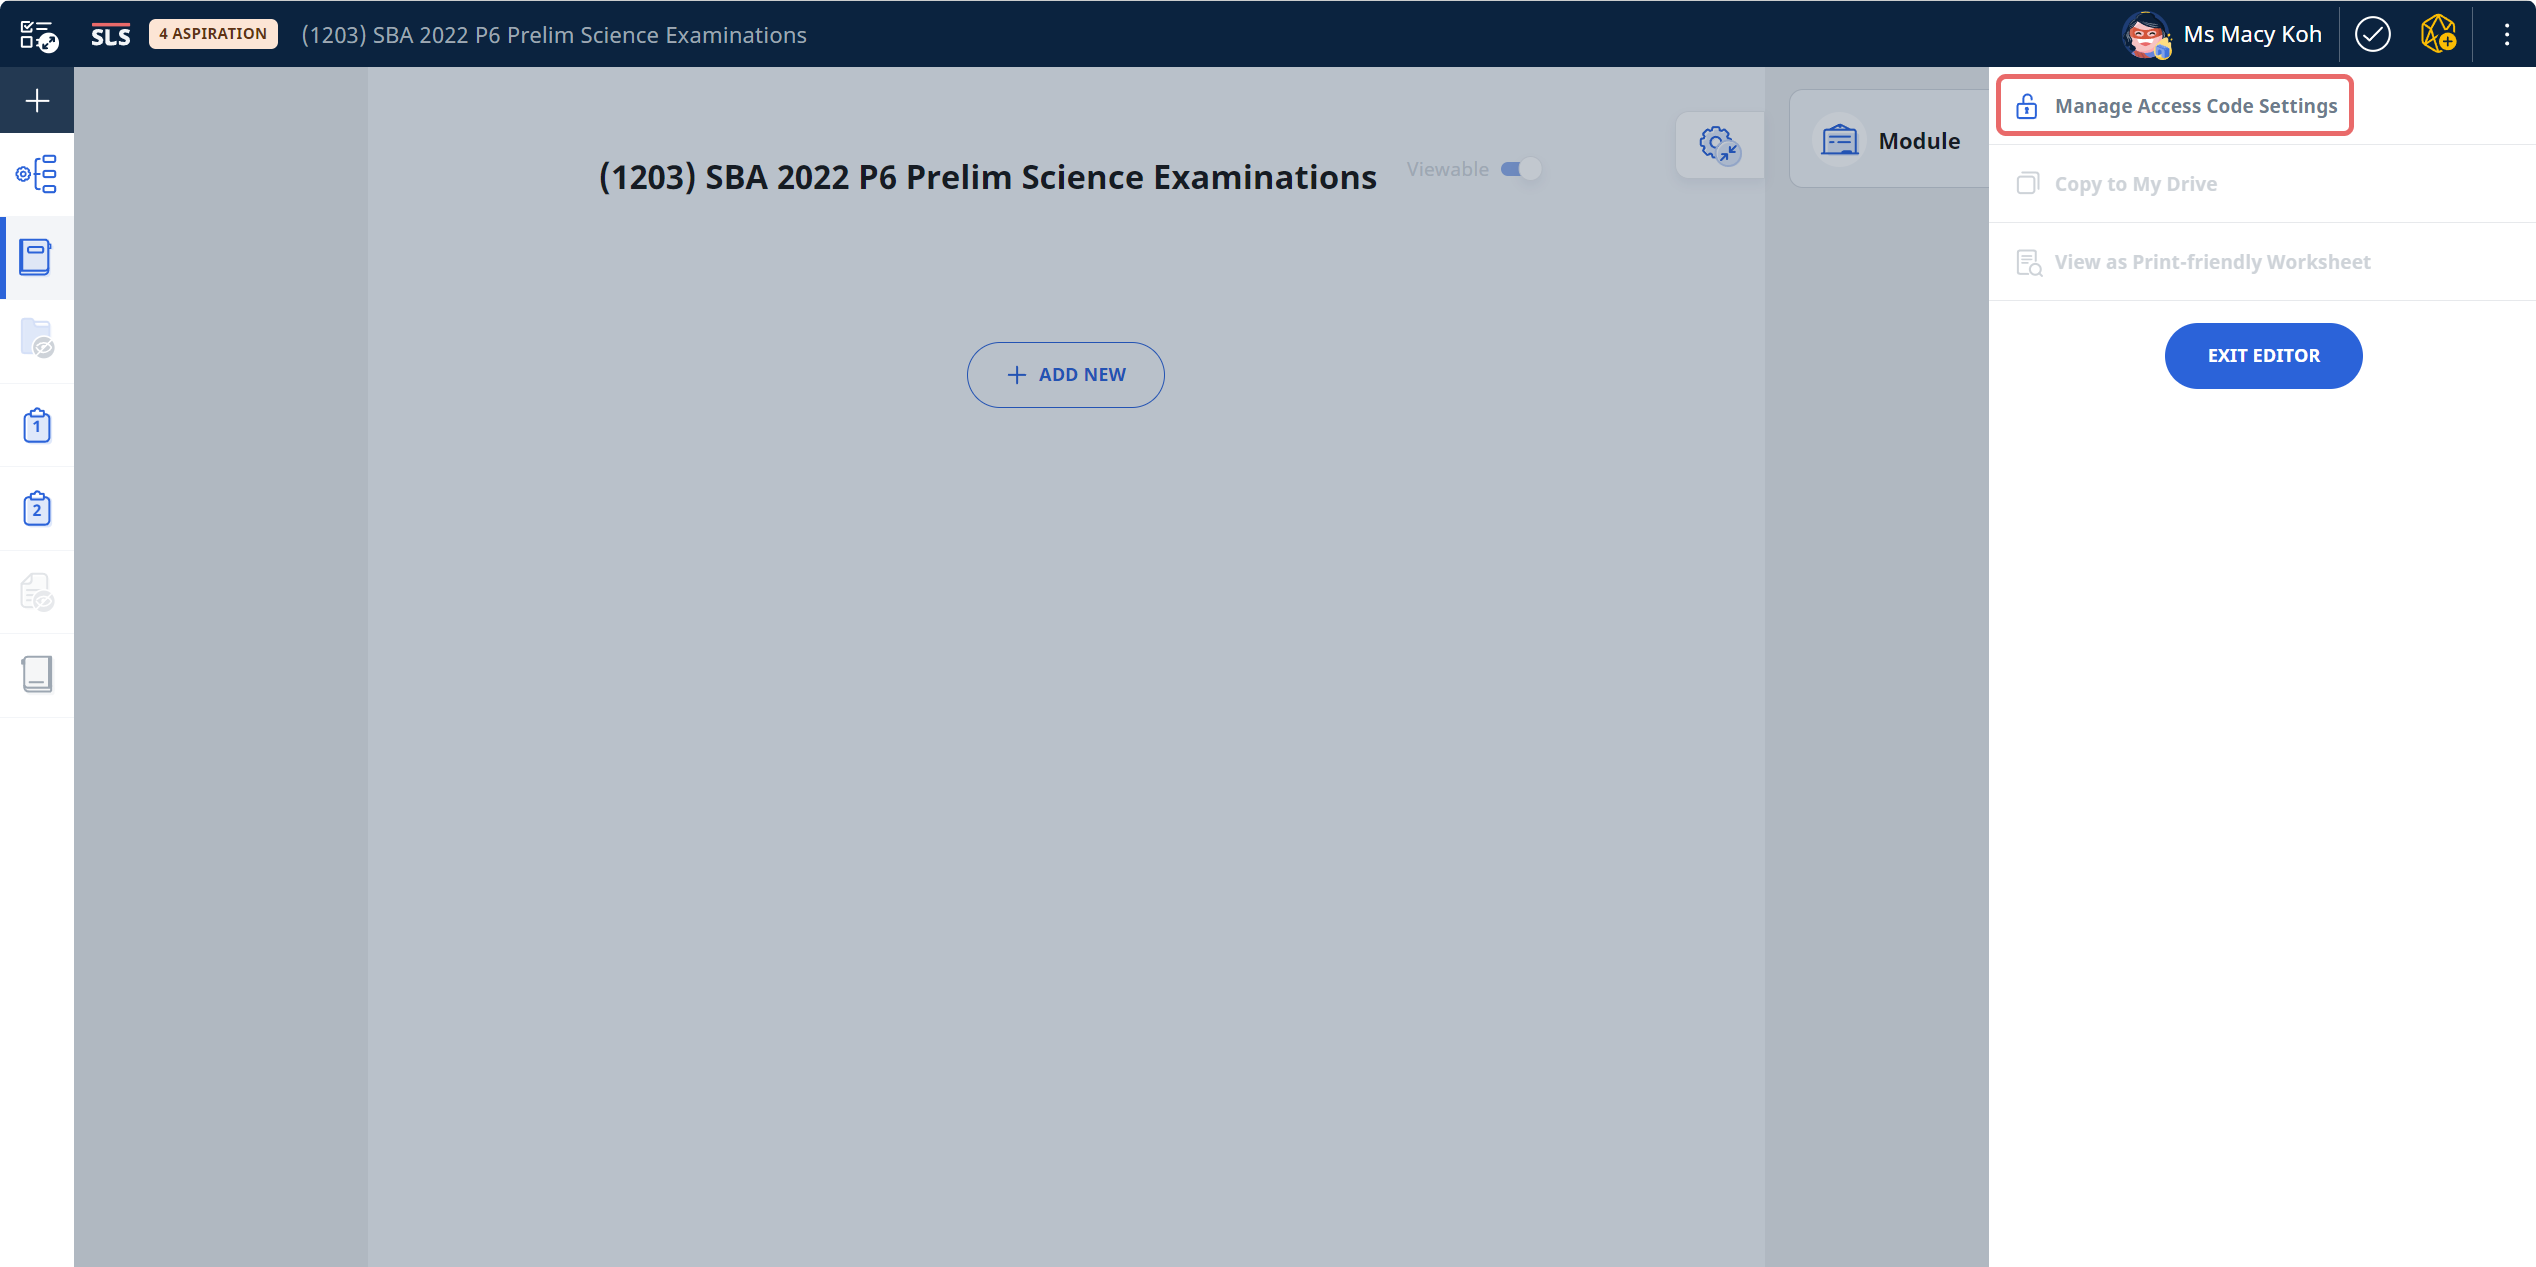 SLS 4 ASPIRATION (1203) SBA 2022 P6 Prelim Science Examinations Ms Macy Koh
Manage Access Code Settings
Module
(1203) SBA 2022 P6 Prelim Science Examinations Viewable
Copy to My Drive
View as Print-friendly Worksheet
EXIT EDITOR
ADD NEW
1
2